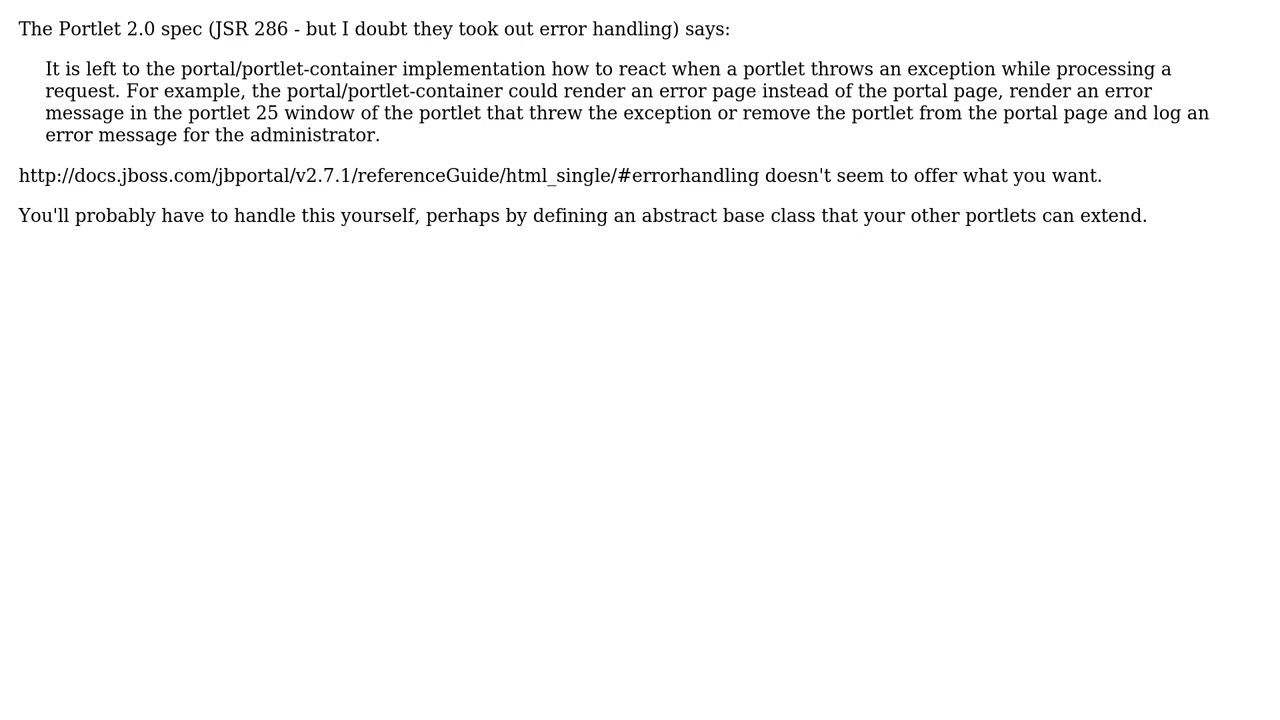 The Portlet 2.0 spec (JSR 286 - but I doubt they took out error handling) says:
It is left to the portal/portlet-container implementation how to react when a portlet throws an exception while processing a
request. For example, the portal/portlet-container could render an error page instead of the portal page, render an error
message in the portlet 25 window of the portlet that threw the exception or remove the portlet from the portal page and log an
error message for the administrator.
http://docs.jboss.com/jbportal/v2.7.1/referenceGuide/html_single/#errorhandling doesn't seem to offer what you want.
You'll probably have to handle this yourself, perhaps by defining an abstract base class that your other portlets can extend.